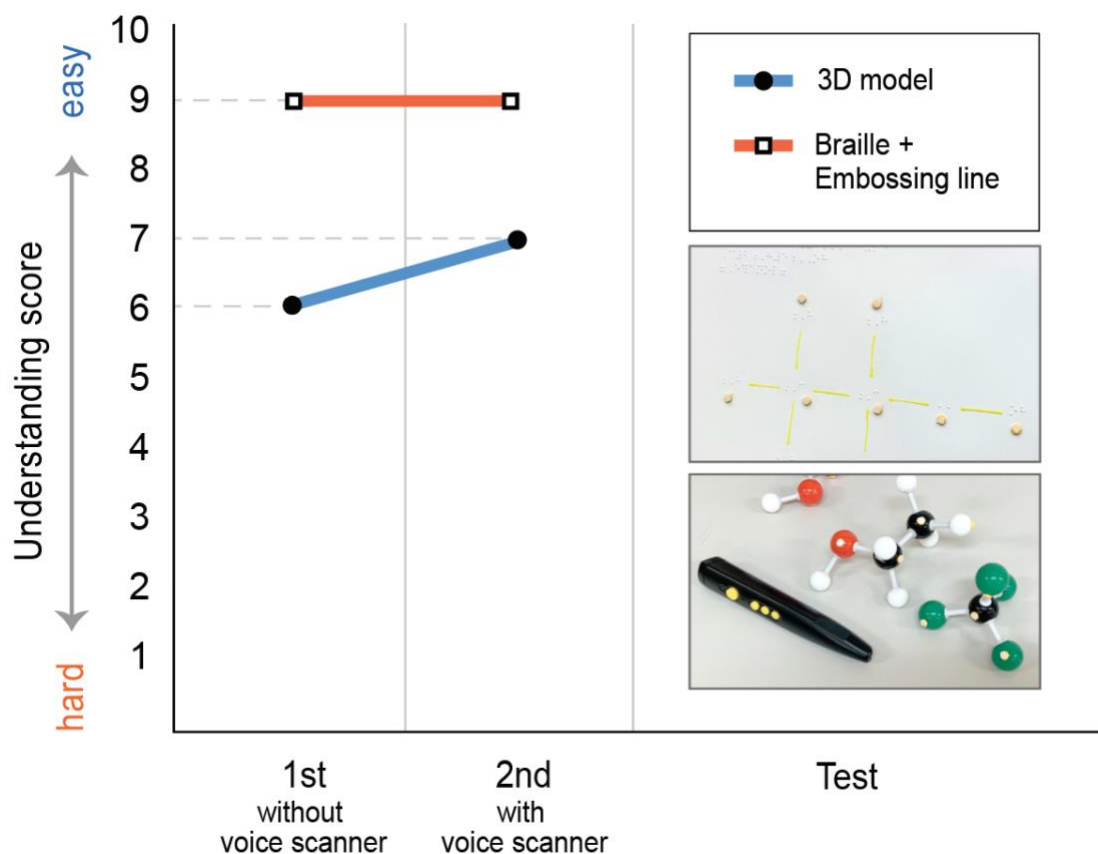 10
easy
9
8
7
6
5
4
3
2
1
hard
Understanding score
3D model
Braille +
Embossing line
1st
without
voice scanner
2nd
with
voice scanner
Test